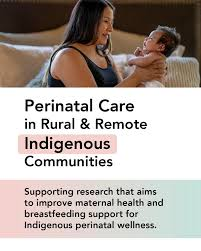 Perinatal Care
in Rural & Remote
Indigenous
Communities
Supporting research that aims
to improve maternal health and
breastfeeding support for
Indigenous perinatal wellness.